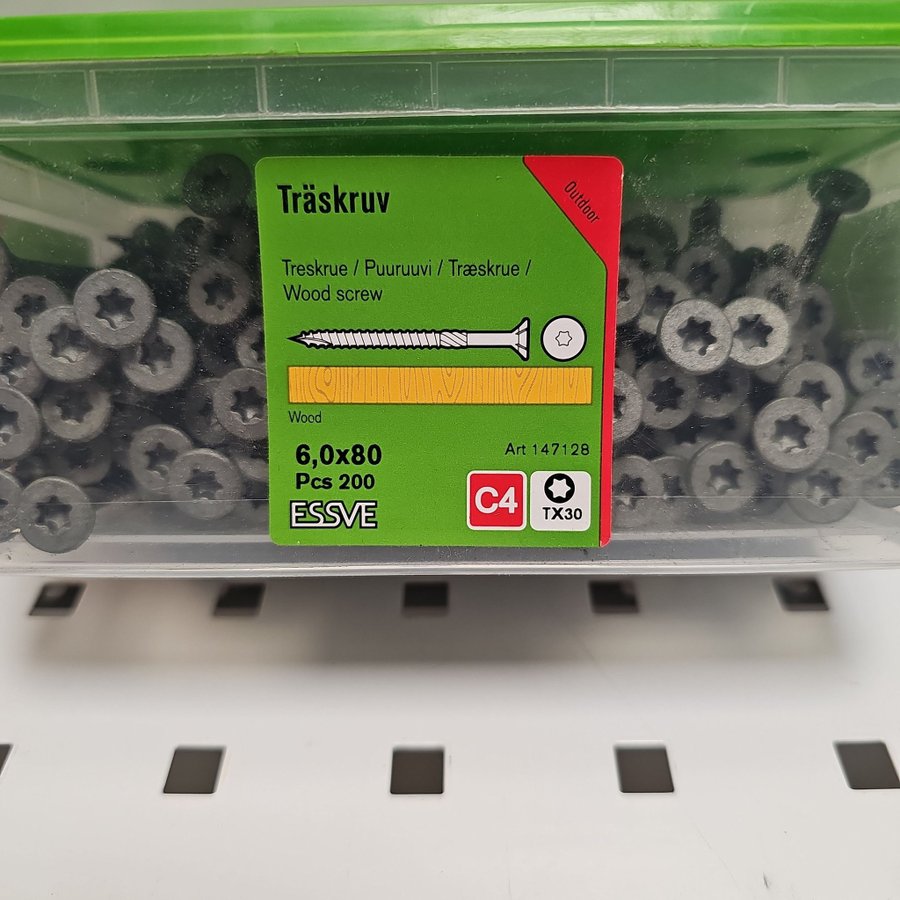 Träskruv
Outdoor
Treskrue / Puuruuvi / Træskrue /
Wood screw
Wood
6,0x80
Art 147128
Pcs 200
ESSVE
C4
TX30